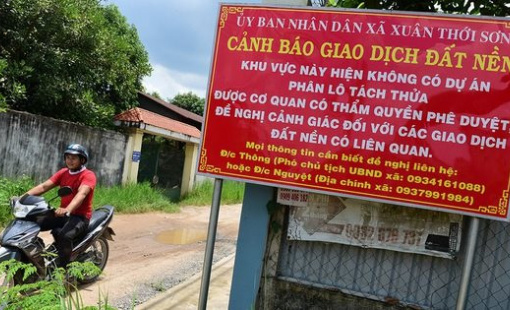 ỦY BAN NHÂN DÂN XÃ XUÂN THỚI SƠN
CẢNH BÁO GIAO DỊCH ĐẤT NỀN
KHU VỰC NÀY HIỆN KHÔNG CÓ DỰ ÁN
PHÂN LÔ TÁCH THỬA
ĐƯỢC CƠ QUAN CÓ THẨM QUYỀN PHÊ DUYỆT,
ĐỀ NGHỊ CẢNH GIÁC ĐỐI VỚI CÁC GIAO DỊCH
ĐẤT NỀN CÓ LIÊN QUAN.
Mọi thông tin cần biết đề nghị liên hệ:
Đ/c Thông (Phó chủ tịch UBND xã: 0934161088)
hoặc Đ/c Nguyệt (Địa chính xã: 0937991984)